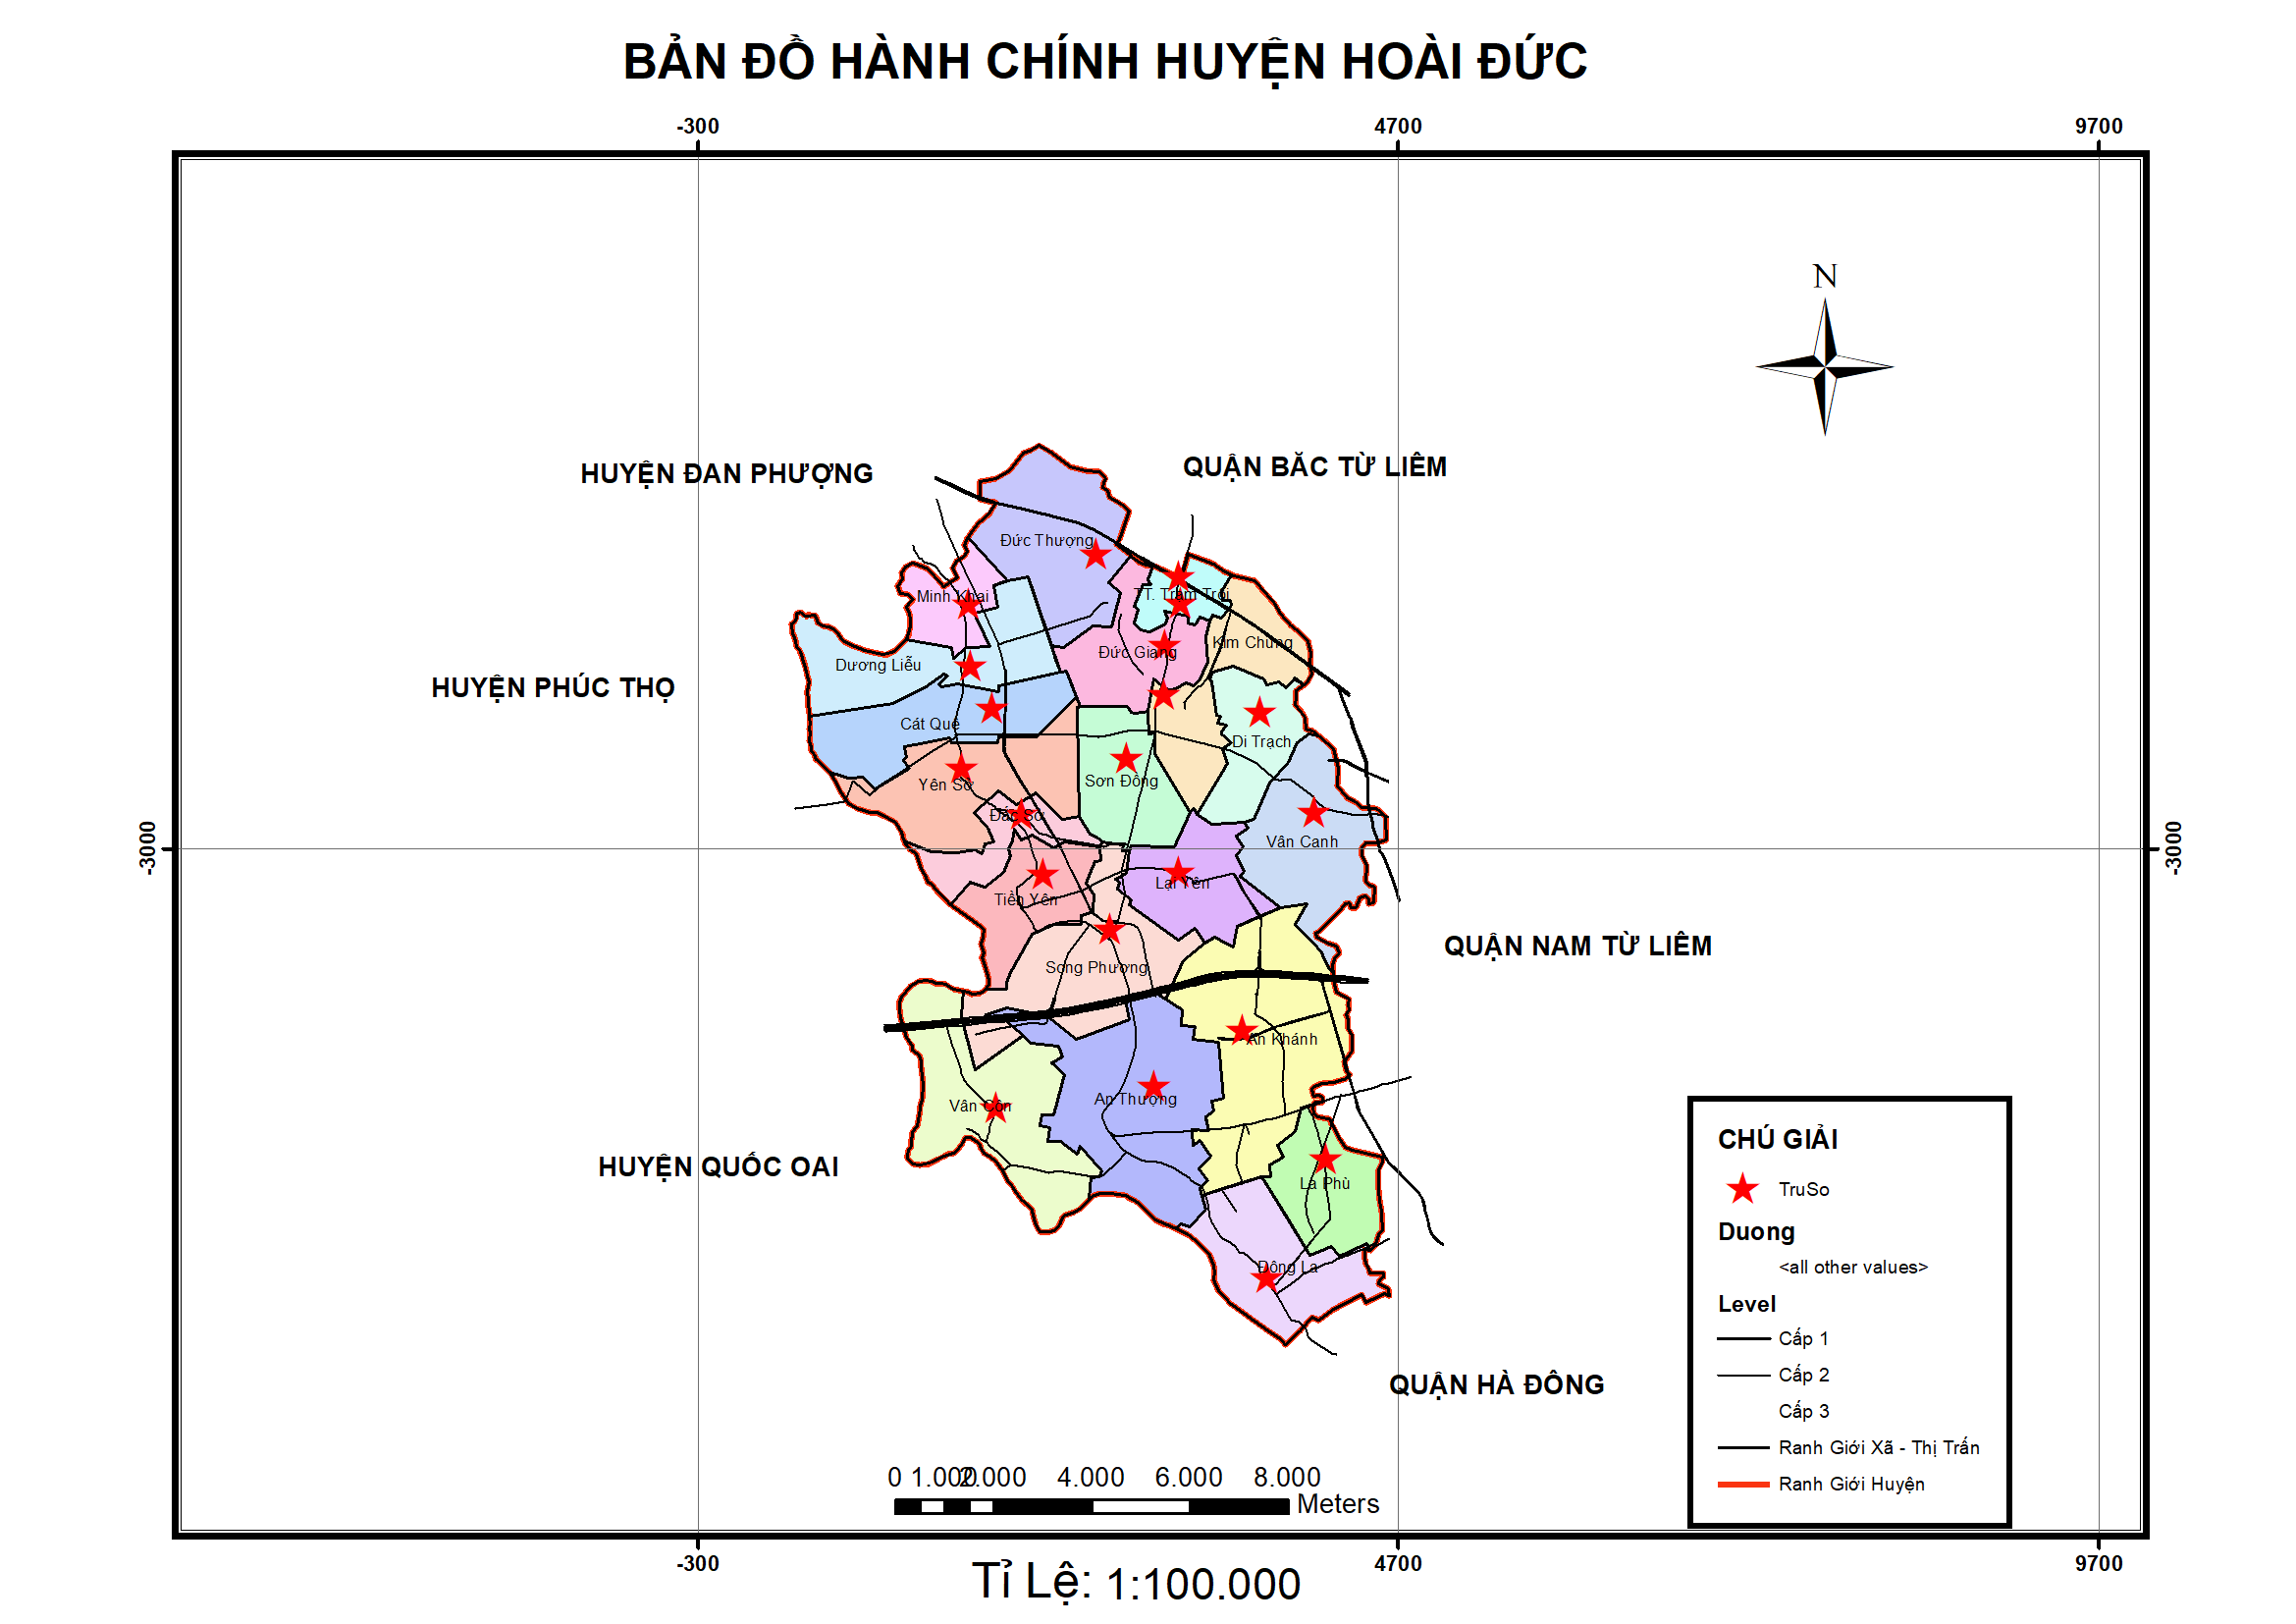 BẢN ĐỒ HÀNH CHÍNH HUYỆN HOÀI ĐỨC
-300
4700
9700
N
HUYỆN ĐAN PHƯỢNG
QUẬN BẮC TỪ LIÊM
Đức Thượng
Minh Khai
TT. Trạm Trôi
Kim Chung
Đức Giang
Dương Liễu
HUYỆN PHÚC THỌ
Cát Quế
Di Trạch
Sơn Đồng
Yên Sở
Đắc Sở
Vân Canh
-3000
-3000
Lại Yên
Tiền Yên
QUẬN NAM TỪ LIÊM
Song Phương
An Khánh
An Thượng
Vân Côn
HUYỆN QUỐC OAI
La Phù
Đông La
QUẬN HÀ ĐÔNG
CHÚ GIẢI
TruSo
Duong
<all other values>
Level
Cấp 1
Cấp 2
Cấp 3
Ranh Giới Xã - Thị Trấn
Ranh Giới Huyện
0 1.000 2.000 4.000 6.000 8.000
Meters
-300
4700
9700
Tỉ Lệ: 1:100.000